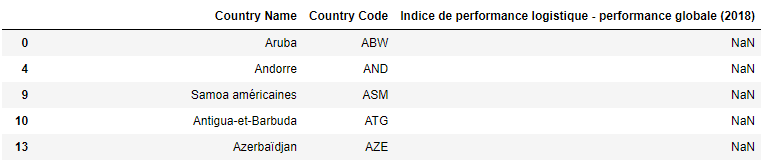 Country Name Country Code Indice de performance logistique - performance globale (2018)
0 Aruba ABW NaN
4 Andorre AND NaN
9 Samoa américaines ASM NaN
10 Antigua-et-Barbuda ATG NaN
13 Azerbaïdjan AZE NaN